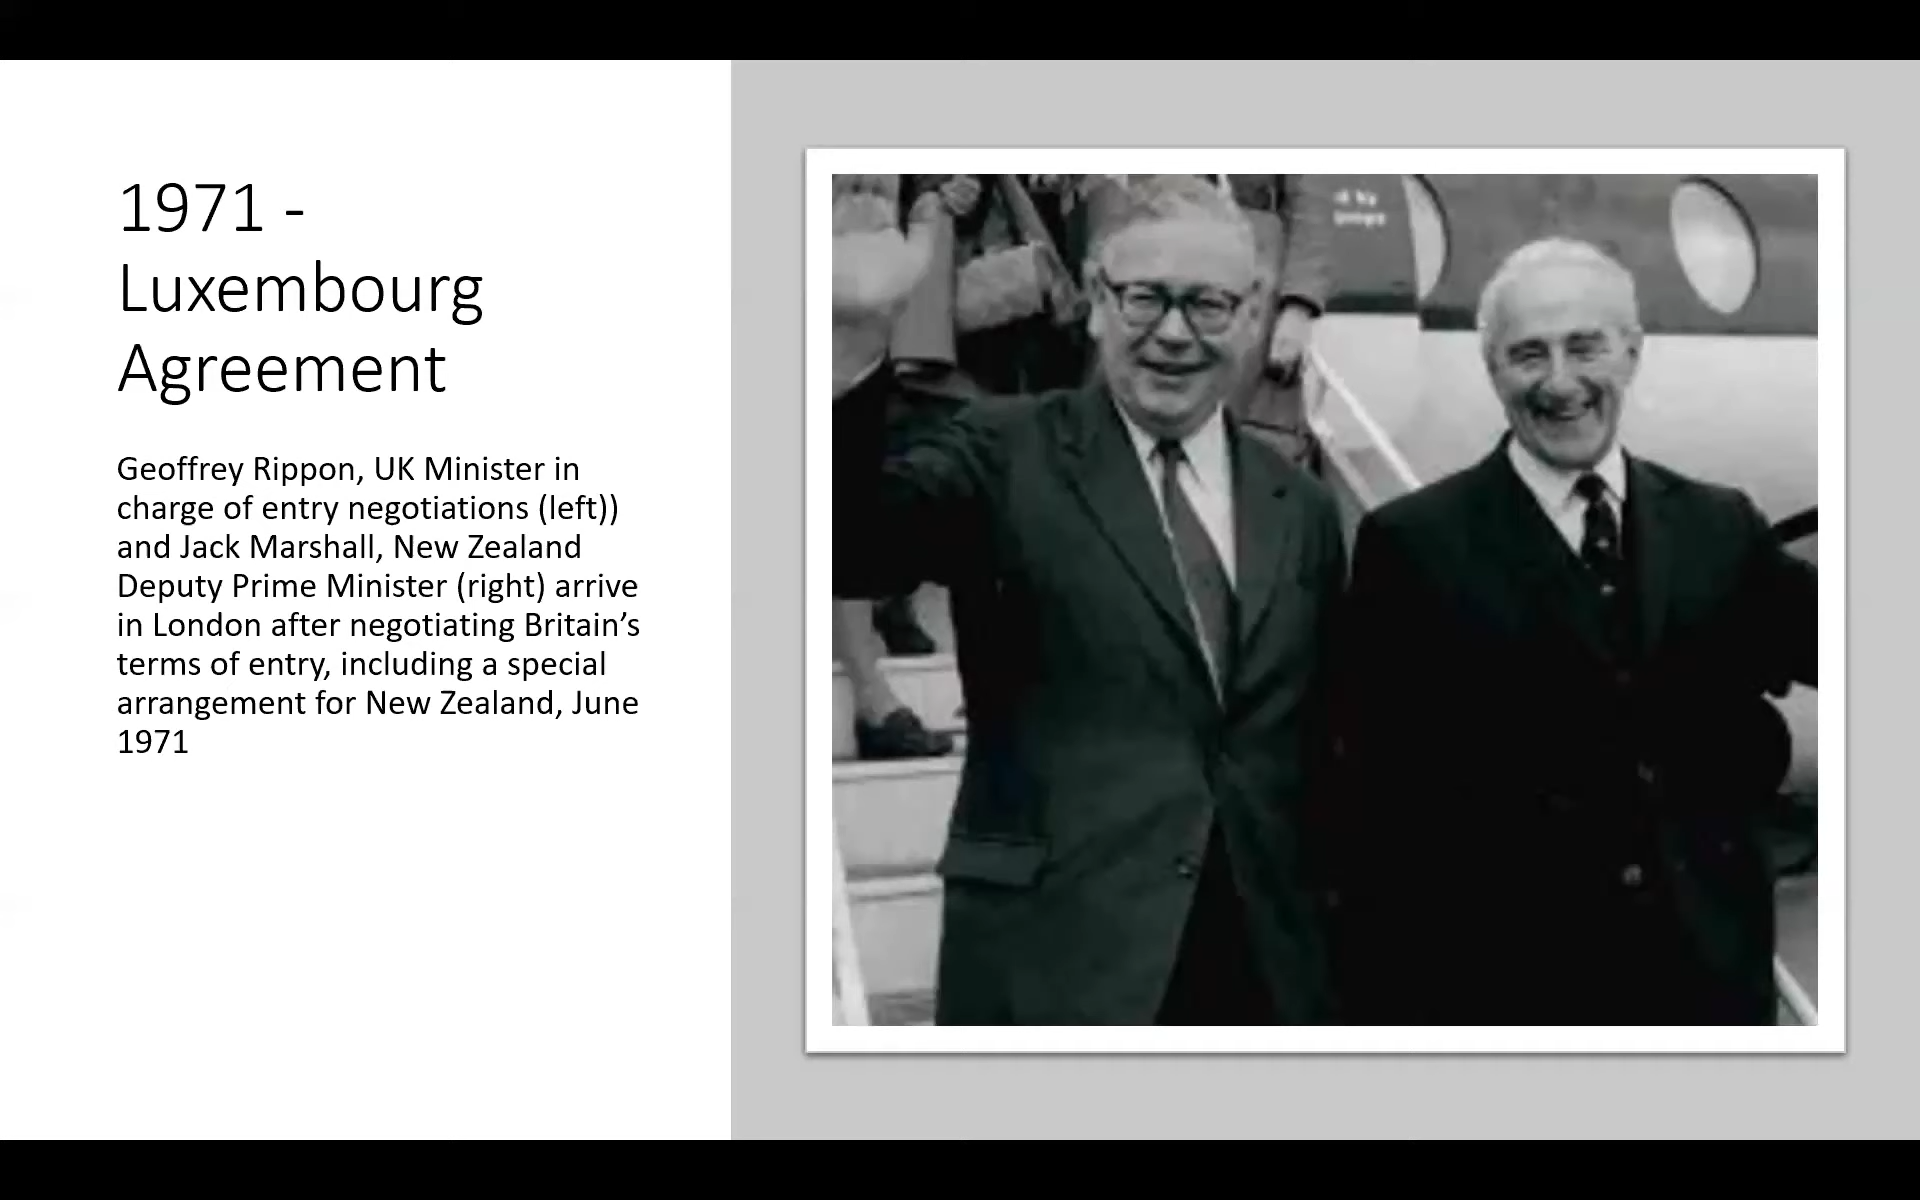 1971 -
Luxembourg
Agreement
Geoffrey Rippon, UK Minister in
charge of entry negotiations (left))
and Jack Marshall, New Zealand
Deputy Prime Minister (right) arrive
in London after negotiating Britain’s
terms of entry, including a special
arrangement for New Zealand, June
1971